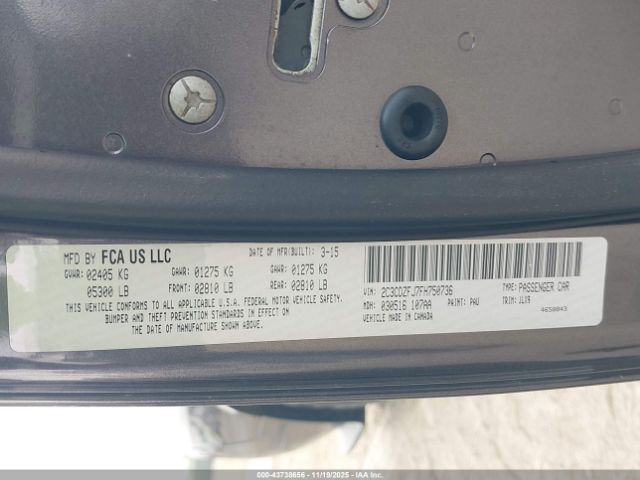 MFD BY FCA US LLC DATE OF MFR(BUILT): 3-15
GVWR: 02405 KG GAWR: 01275 KG GAWR: 01275 KG
05300 LB FRONT: 02810 LB REAR: 02810 LB
THIS VEHICLE CONFORMS TO ALL APPLICABLE U.S.A. FEDERAL MOTOR VEHICLE SAFETY,
BUMPER AND THEFT PREVENTION STANDARDS IN EFFECT ON
THE DATE OF MANUFACTURE SHOWN ABOVE.
VIN: 2C3CDZFJ7FH750736 TYPE: PASSENGER CAR
MDH: 030516 107AA PAINT: PAU TRIM: JLX9
VEHICLE MADE IN CANADA 4658843
000-43738656 - 11/19/2025 - IAAI.COM